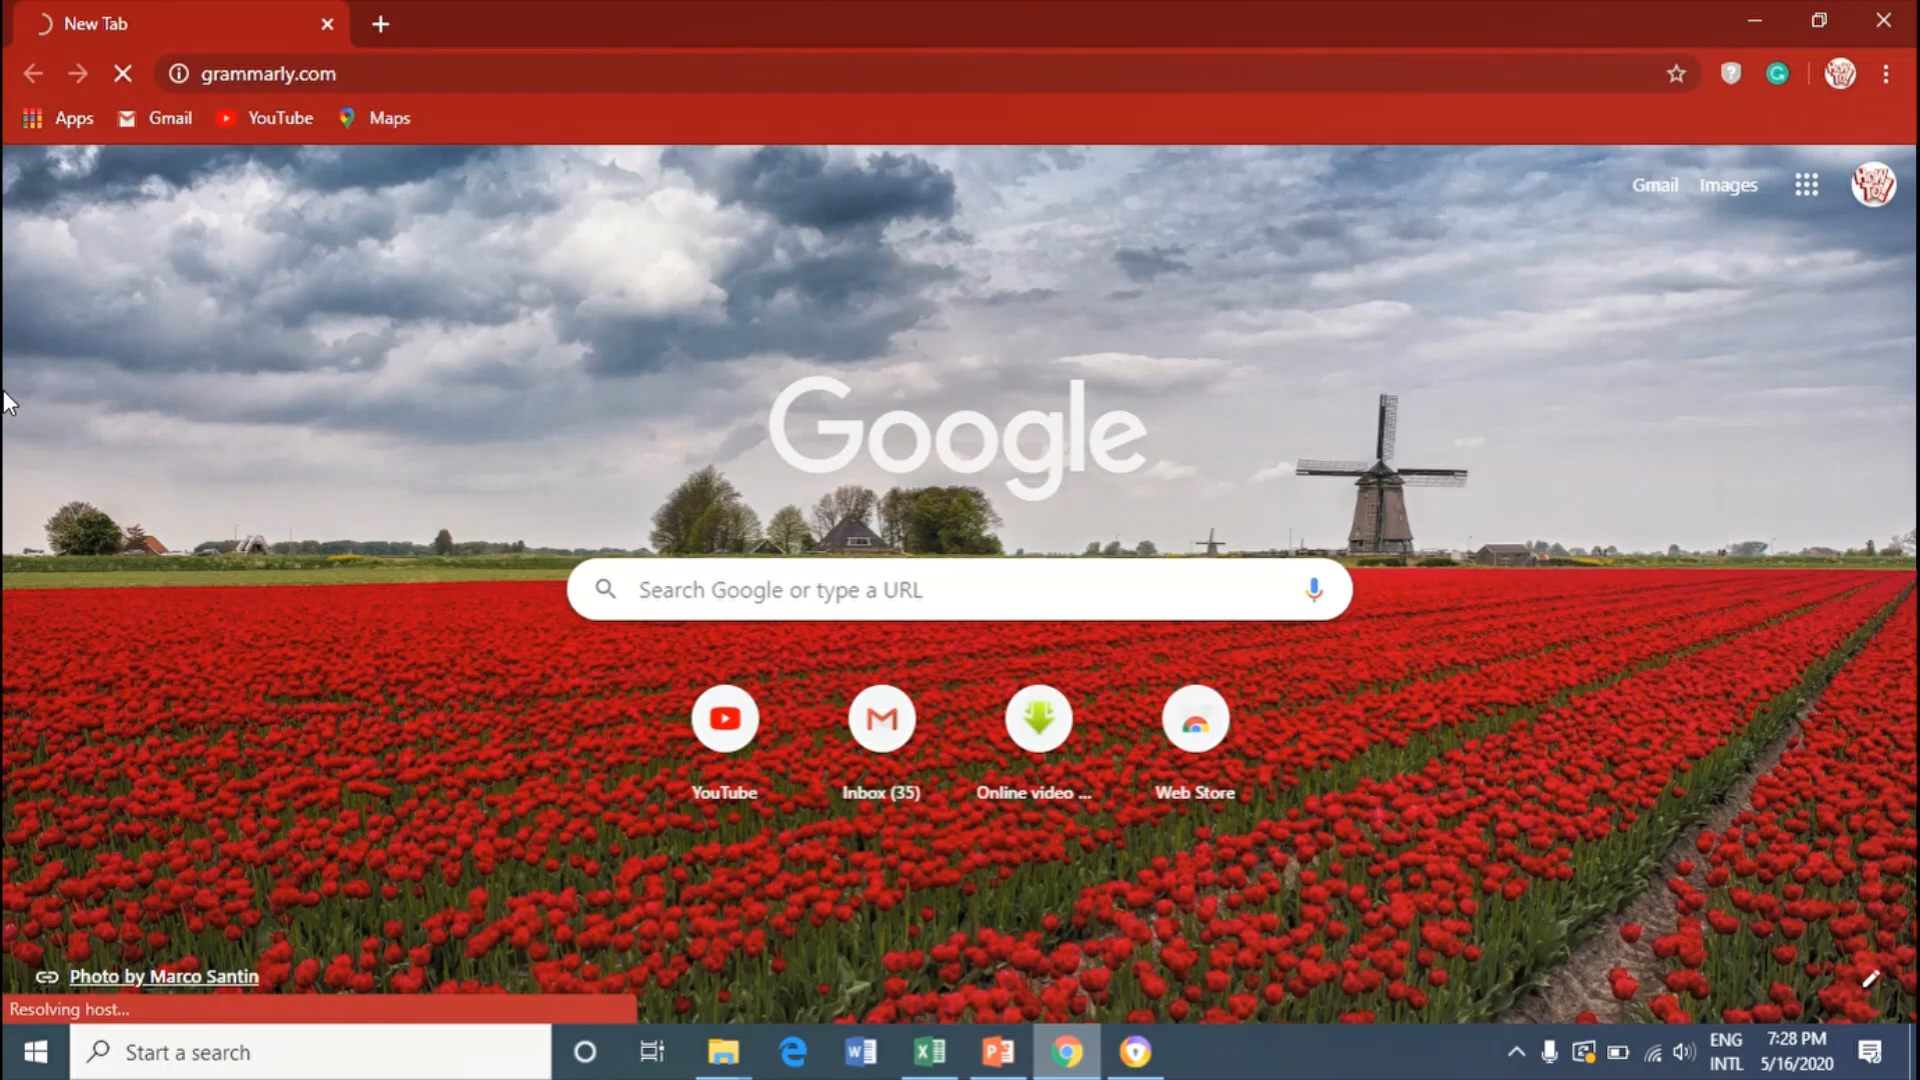 New Tab
grammarly.com
Apps Gmail YouTube Maps
Gmail Images
HOW TO!
Google
Search Google or type a URL
YouTube Inbox (35) Online video ... Web Store
Photo by Marco Santin
Resolving host...
Start a search
ENG 7:28 PM
INTL 5/16/2020